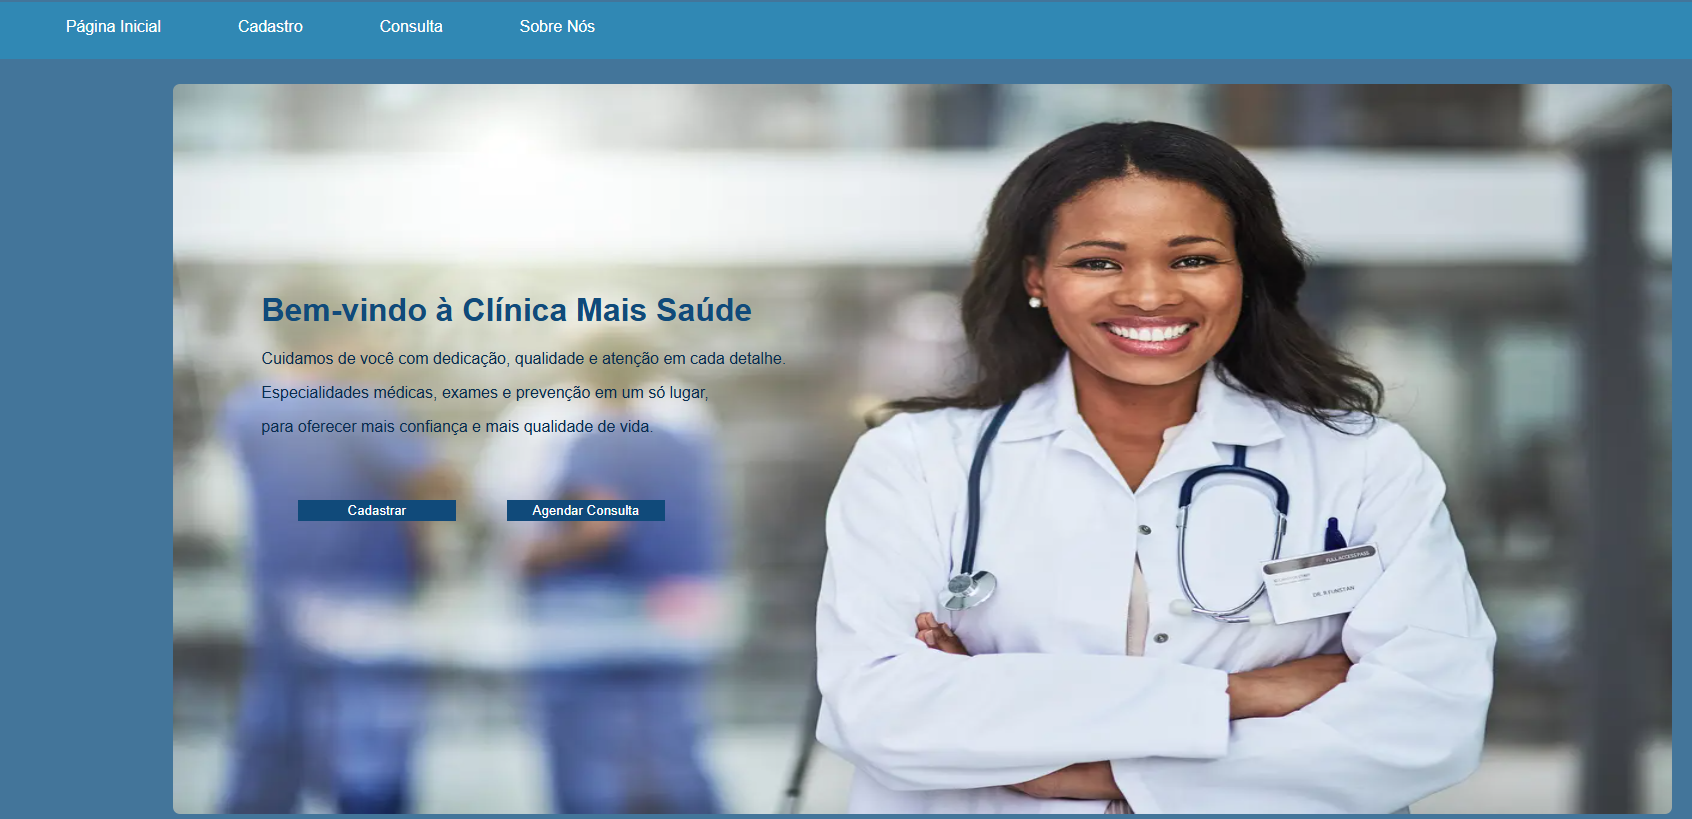 Página Inicial Cadastro Consulta Sobre Nós
Bem-vindo à Clínica Mais Saúde
Cuidamos de você com dedicação, qualidade e atenção em cada detalhe.
Especialidades médicas, exames e prevenção em um só lugar,
para oferecer mais confiança e mais qualidade de vida.
Cadastrar Agendar Consulta
FULL ACCESS PASS